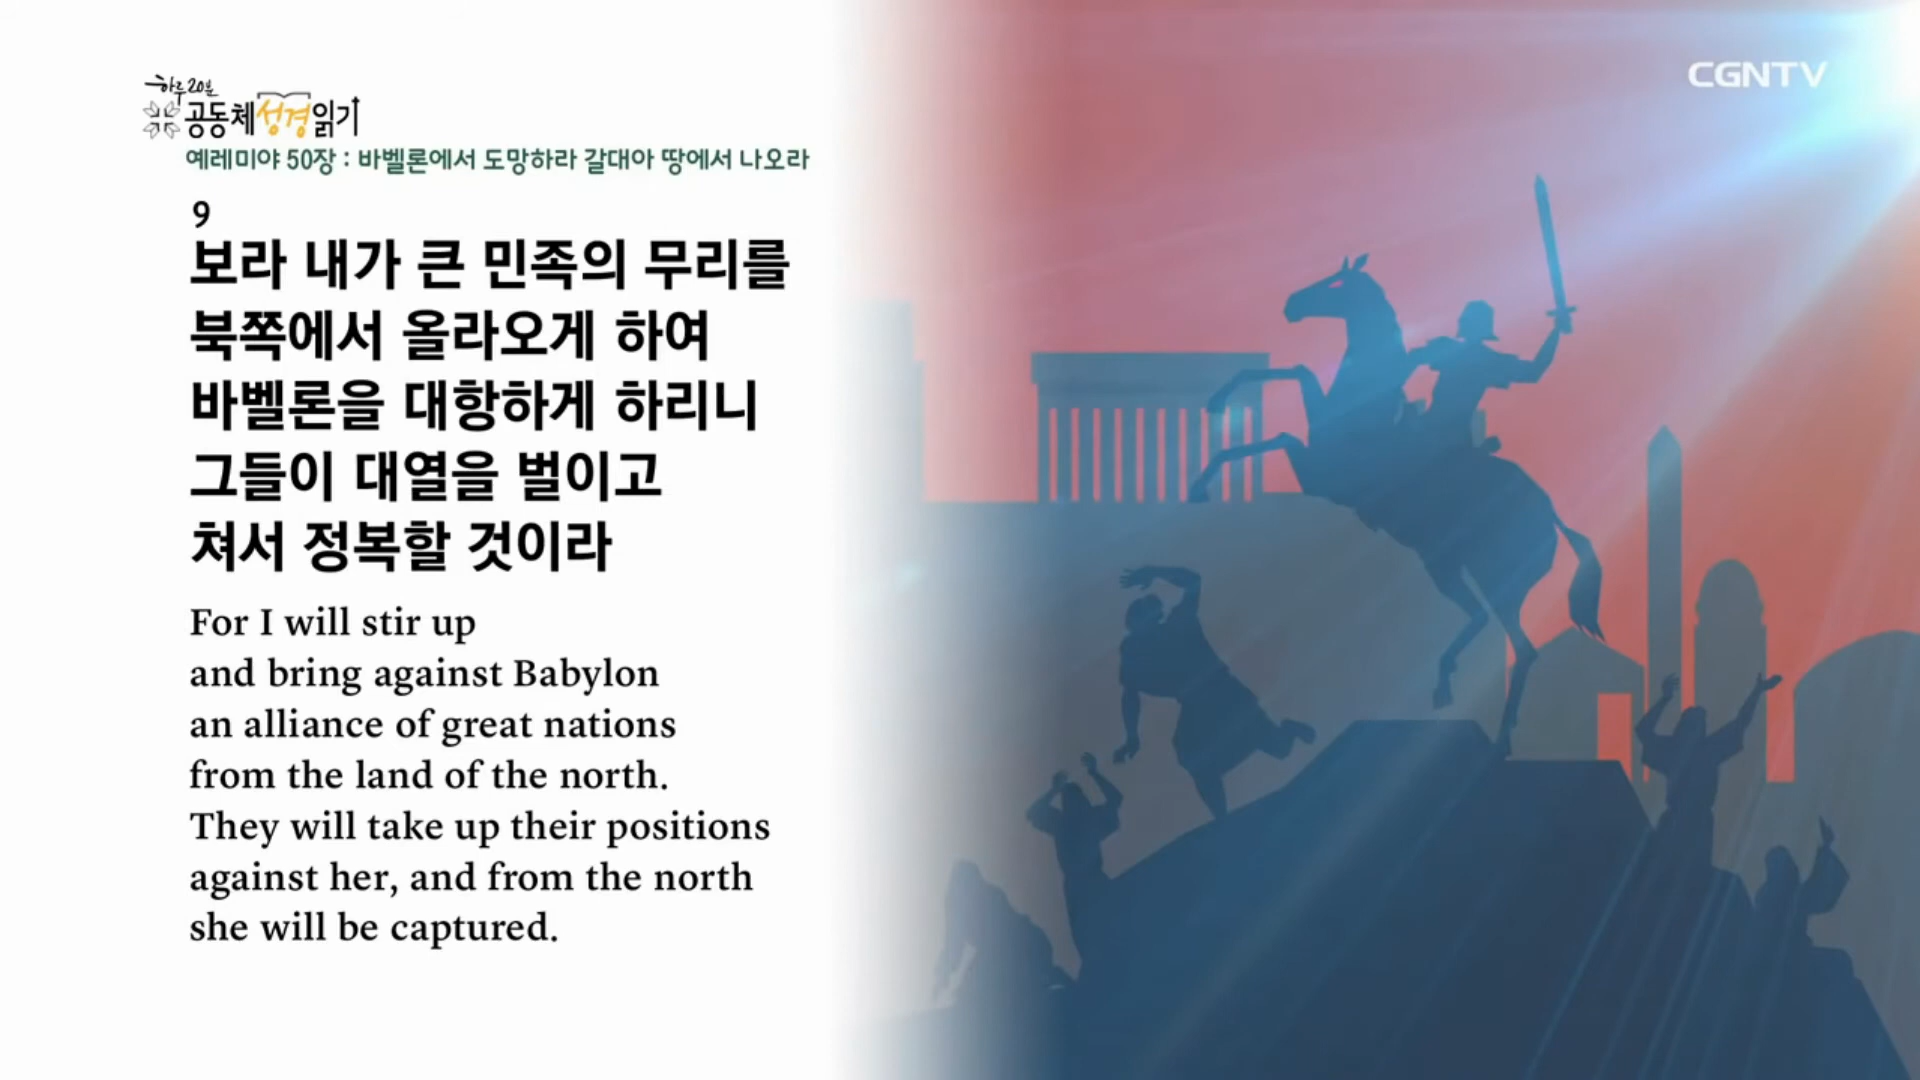 하루 20분
공동체성경읽기
CGNTV
예레미야 50장 : 바벨론에서 도망하라 갈대아 땅에서 나오라
9
보라 내가 큰 민족의 무리를
북쪽에서 올라오게 하여
바벨론을 대항하게 하리니
그들이 대열을 벌이고
쳐서 정복할 것이라
For I will stir up
and bring against Babylon
an alliance of great nations
from the land of the north.
They will take up their positions
against her, and from the north
she will be captured.